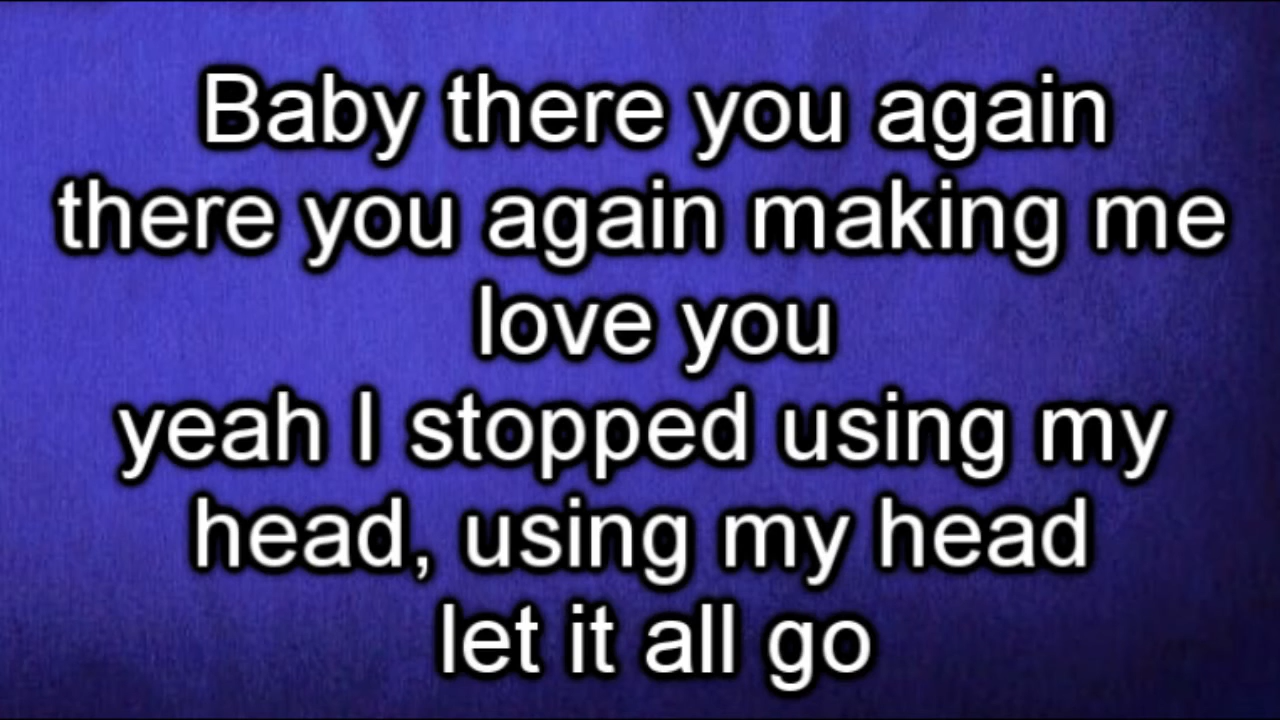 Baby there you again
there you again making me
love you
yeah I stopped using my
head, using my head
let it all go